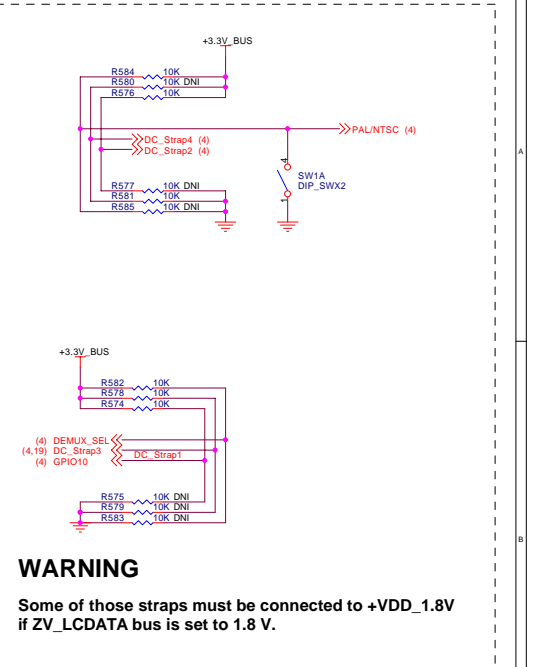 +3.3V_BUS
R584 10K
R580 10K DNI
R576 10K
PAL/NTSC (4)
DC_Strap4 (4)
DC_Strap2 (4)
A
4
SW1A
DIP_SWX2
1
R577 10K DNI
R581 10K
R585 10K DNI
+3.3V_BUS
R582 10K
R578 10K
R574 10K
(4) DEMUX_SEL
(4,19) DC_Strap3
DC_Strap1
(4) GPIO10
R575 10K DNI
R579 10K DNI
R583 10K DNI
B
WARNING
Some of those straps must be connected to +VDD_1.8V
if ZV_LCDATA bus is set to 1.8 V.